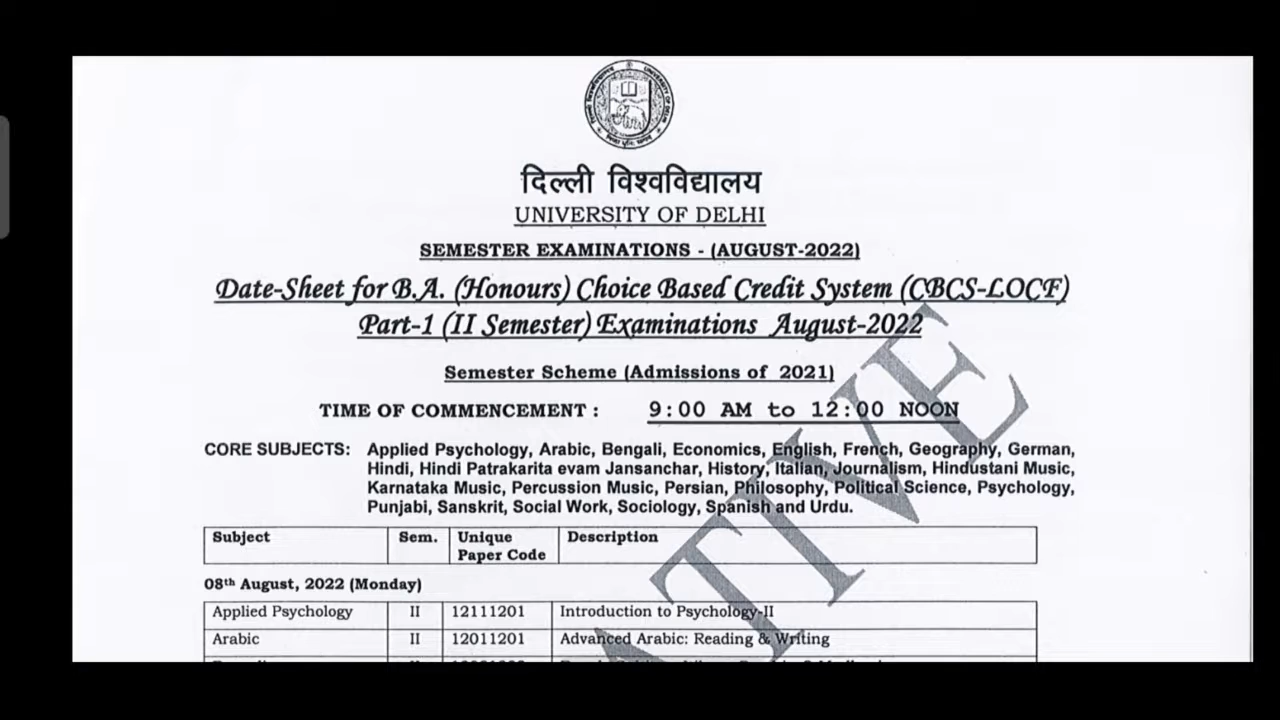 दिल्ली विश्वविद्यालय
UNIVERSITY OF DELHI
SEMESTER EXAMINATIONS - (AUGUST-2022)
Date-Sheet for B.A. (Honours) Choice Based Credit System (CBCS-LOCF)
Part-1 (II Semester) Examinations August-2022
Semester Scheme (Admissions of 2021)
TIME OF COMMENCEMENT : 9:00 AM to 12:00 NOON
CORE SUBJECTS: Applied Psychology, Arabic, Bengali, Economics, English, French, Geography, German,
Hindi, Hindi Patrakarita evam Jansanchar, History, Italian, Journalism, Hindustani Music,
Karnataka Music, Percussion Music, Persian, Philosophy, Political Science, Psychology,
Punjabi, Sanskrit, Social Work, Sociology, Spanish and Urdu.
Subject Sem. Unique Paper Code Description
08th August, 2022 (Monday)
Applied Psychology II 12111201 Introduction to Psychology-II
Arabic II 12011201 Advanced Arabic: Reading & Writing
ATIVE